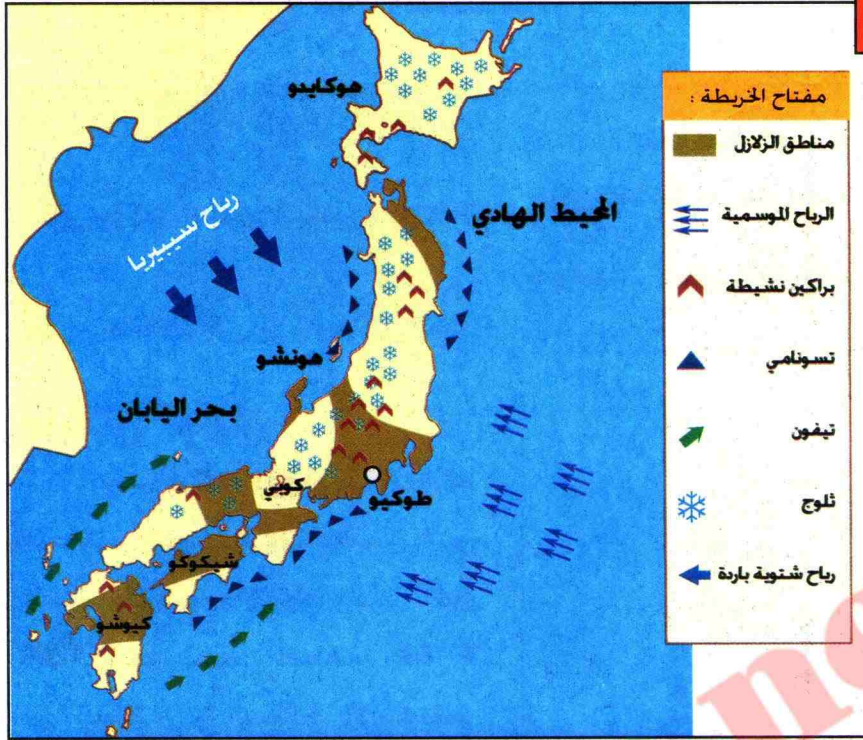 هوكايدو
المحيط الهادي
رياح سيبيريا
هونشو
بحر اليابان
كوبي
طوكيو
شيكوكو
كيوشو
مفتاح الخريطة :
مناطق الزلازل
الرياح الموسمية
براكين نشيطة
تسونامي
تيفون
ثلوج
رياح شتوية باردة